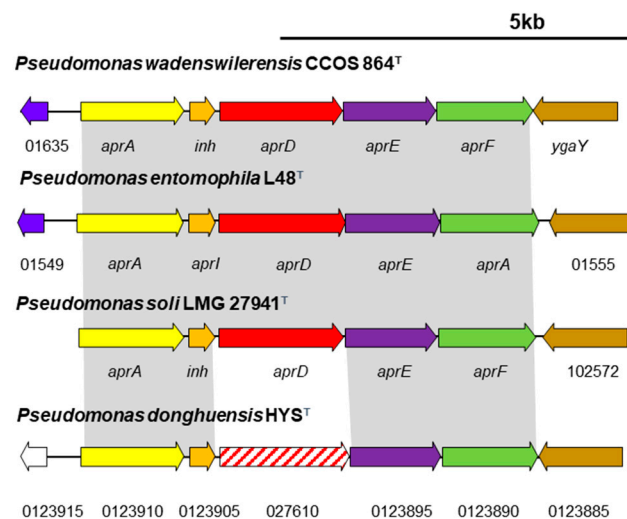 5kb
Pseudomonas wadenswilerensis CCOS 864ᵀ
01635 aprA inh aprD aprE aprF ygaY
Pseudomonas entomophila L48ᵀ
01549 aprA aprI aprD aprE aprA 01555
Pseudomonas soli LMG 27941ᵀ
aprA inh aprD aprE aprF 102572
Pseudomonas donghuensis HYSᵀ
0123915 0123910 0123905 027610 0123895 0123890 0123885